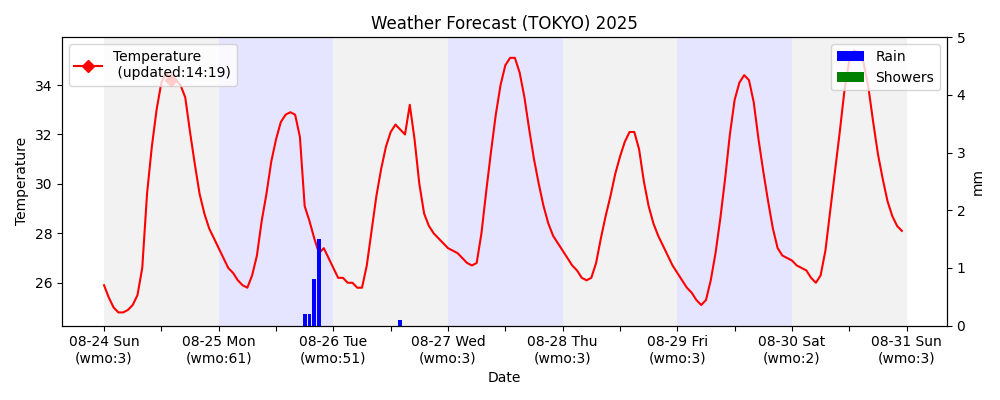 Weather Forecast (TOKYO) 2025
Temperature
(updated:14:19)
Rain
Showers
34
32
30
28
26
Temperature
5
4
3
2
1
0
mm
08-24 Sun
(wmo:3)
08-25 Mon
(wmo:61)
08-26 Tue
(wmo:51)
08-27 Wed
(wmo:3)
08-28 Thu
(wmo:3)
08-29 Fri
(wmo:3)
08-30 Sat
(wmo:2)
08-31 Sun
(wmo:3)
Date